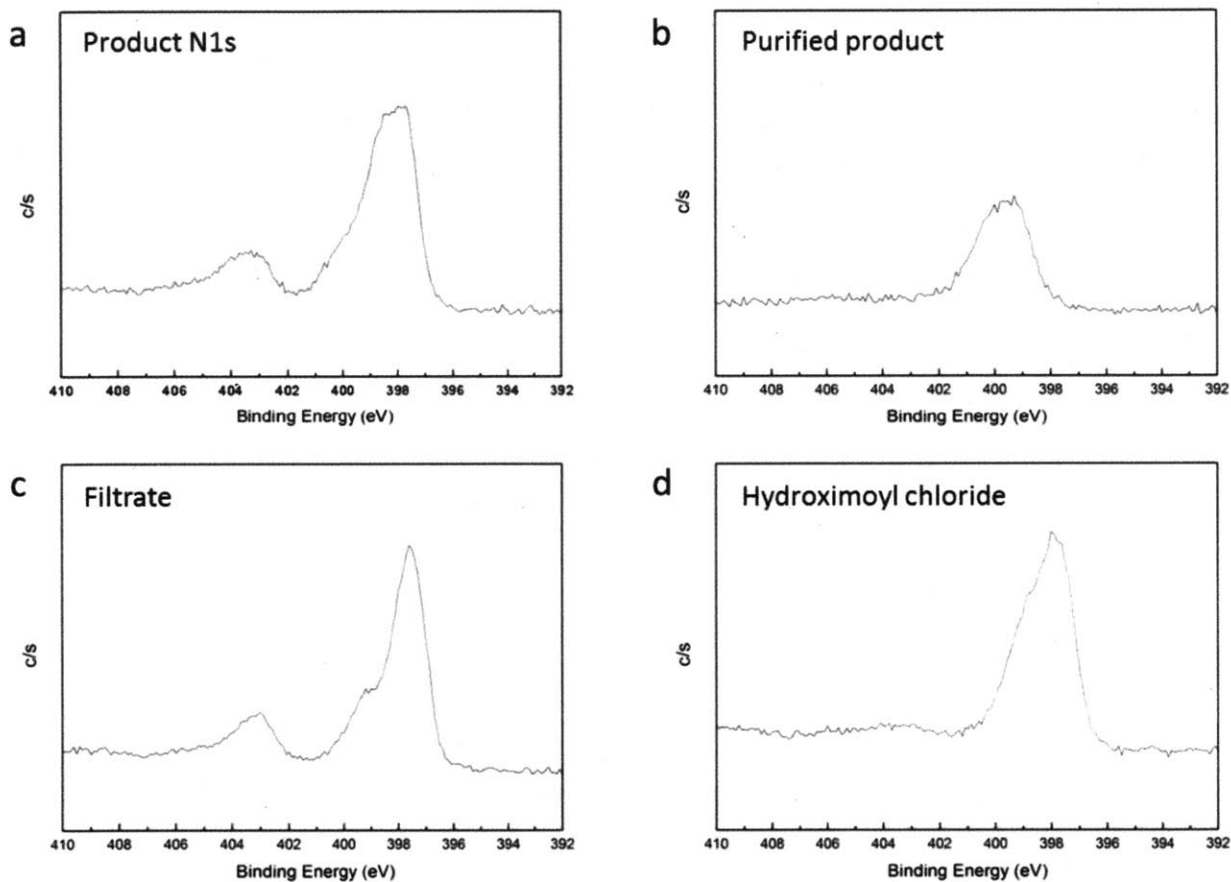 a
Product N1s
c/s
410 408 406 404 402 400 398 396 394 392
Binding Energy (eV)
b
Purified product
c/s
410 408 406 404 402 400 398 396 394 392
Binding Energy (eV)
c
Filtrate
c/s
410 408 406 404 402 400 398 396 394 392
Binding Energy (eV)
d
Hydroximoyl chloride
c/s
410 408 406 404 402 400 398 396 394 392
Binding Energy (eV)